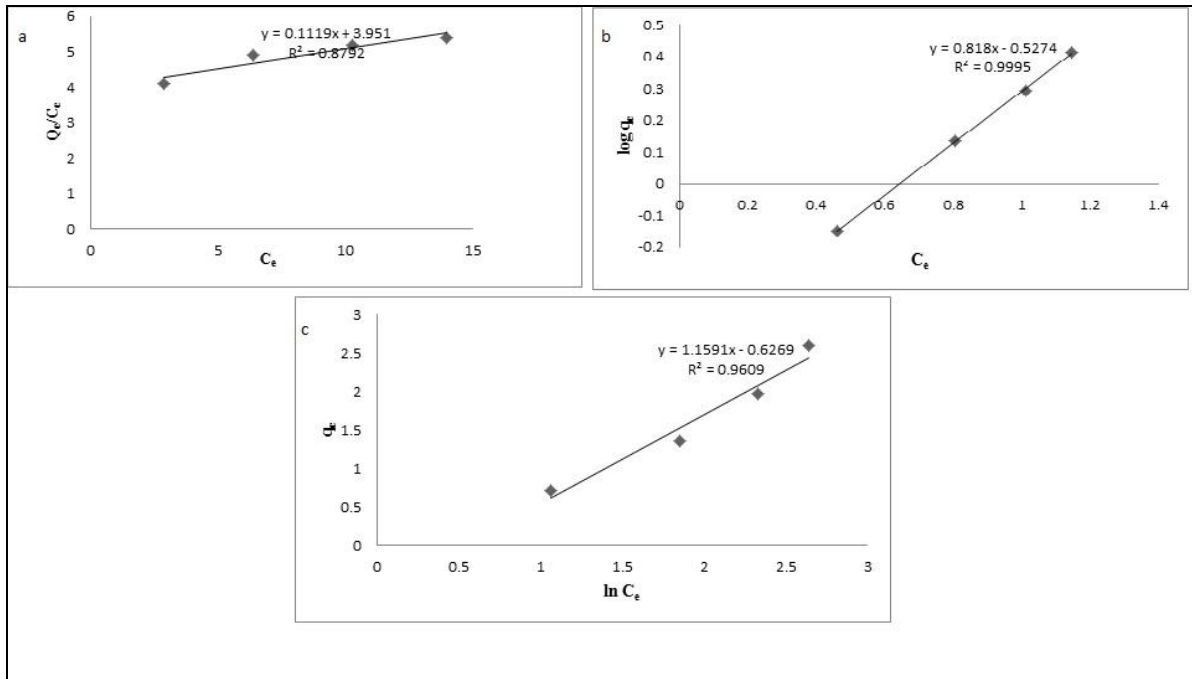 a
6
5
4
3
2
1
0
Qe/Ce
y = 0.1119x + 3.951
R² = 0.8792
0 5 10 15
Ce
b
0.5
0.4
0.3
0.2
0.1
0
-0.1
-0.2
log qe
y = 0.818x - 0.5274
R² = 0.9995
0 0.2 0.4 0.6 0.8 1 1.2 1.4
Ce
c
3
2.5
2
1.5
1
0.5
0
qe
y = 1.1591x - 0.6269
R² = 0.9609
0 0.5 1 1.5 2 2.5 3
ln Ce